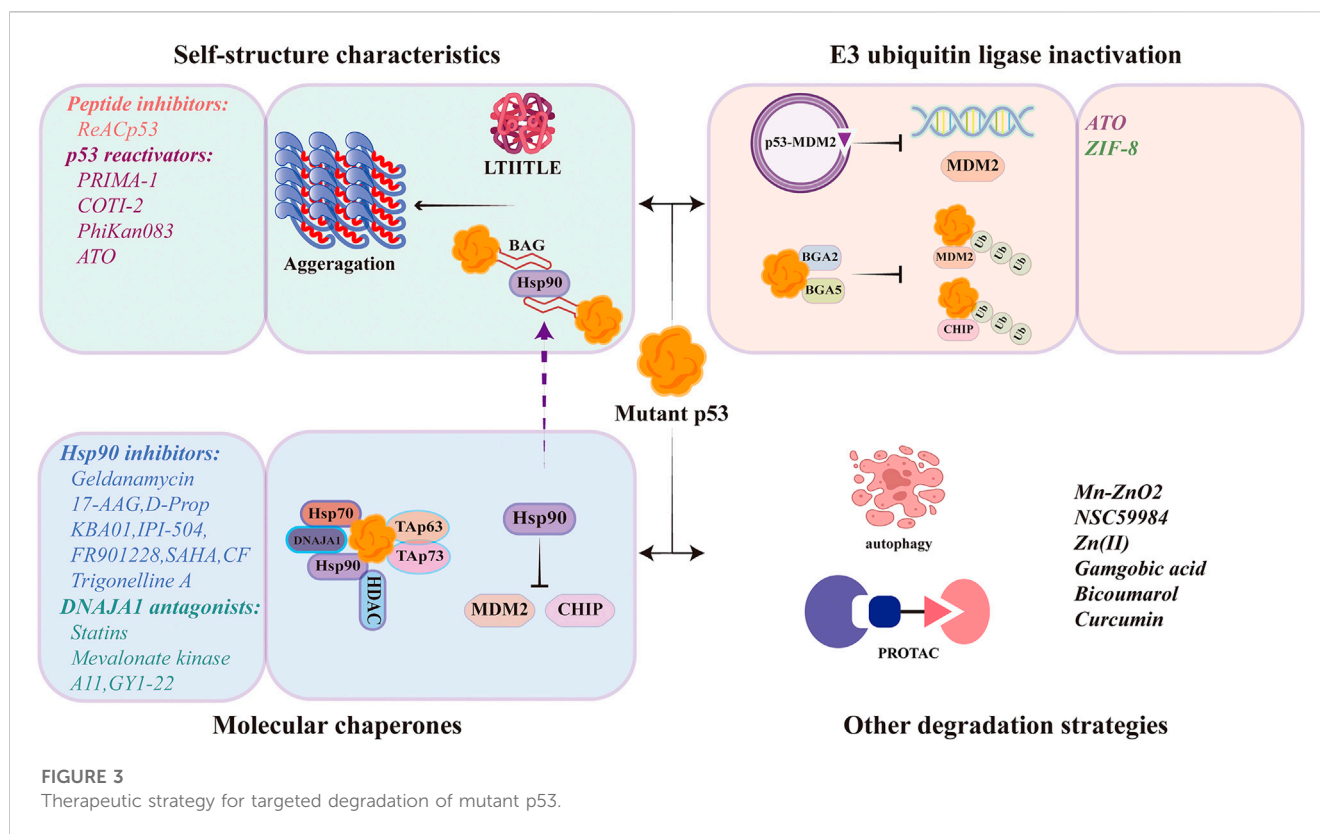 Self-structure characteristics
Peptide inhibitors:
ReACp53
p53 reactivators:
PRIMA-1
COTI-2
PhiKan083
ATO
LTIITLE
Aggeragation
BAG
Hsp90
E3 ubiquitin ligase inactivation
p53-MDM2
MDM2
BGA2
BGA5
MDM2
Ub
Ub
Ub
CHIP
Ub
Ub
Ub
ATO
ZIF-8
Mutant p53
Hsp90 inhibitors:
Geldanamycin
17-AAG,D-Prop
KBA01,IPI-504,
FR901228,SAHA,CF
Trigonelline A
DNAJA1 antagonists:
Statins
Mevalonate kinase
A11,GY1-22
Hsp70
DNAJA1
Hsp90
HDAC
TAp63
TAp73
Hsp90
MDM2
CHIP
Molecular chaperones
autophagy
PROTAC
Mn-ZnO2
NSC59984
Zn(II)
Gamgobic acid
Bicoumarol
Curcumin
Other degradation strategies
FIGURE 3
Therapeutic strategy for targeted degradation of mutant p53.